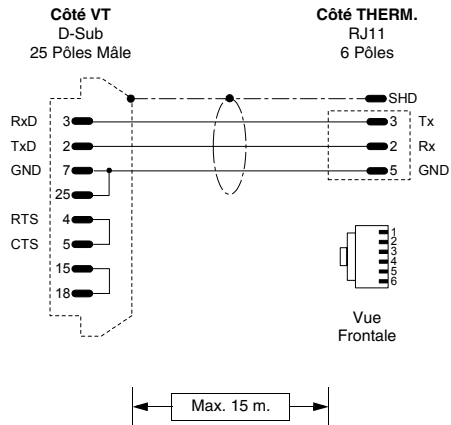 Côté VT
D-Sub
25 Pôles Mâle
Côté THERM.
RJ11
6 Pôles
SHD
RxD 3
3 Tx
TxD 2
2 Rx
GND 7
5 GND
25
RTS 4
CTS 5
15
18
1
2
3
4
5
6
Vue
Frontale
Max. 15 m.